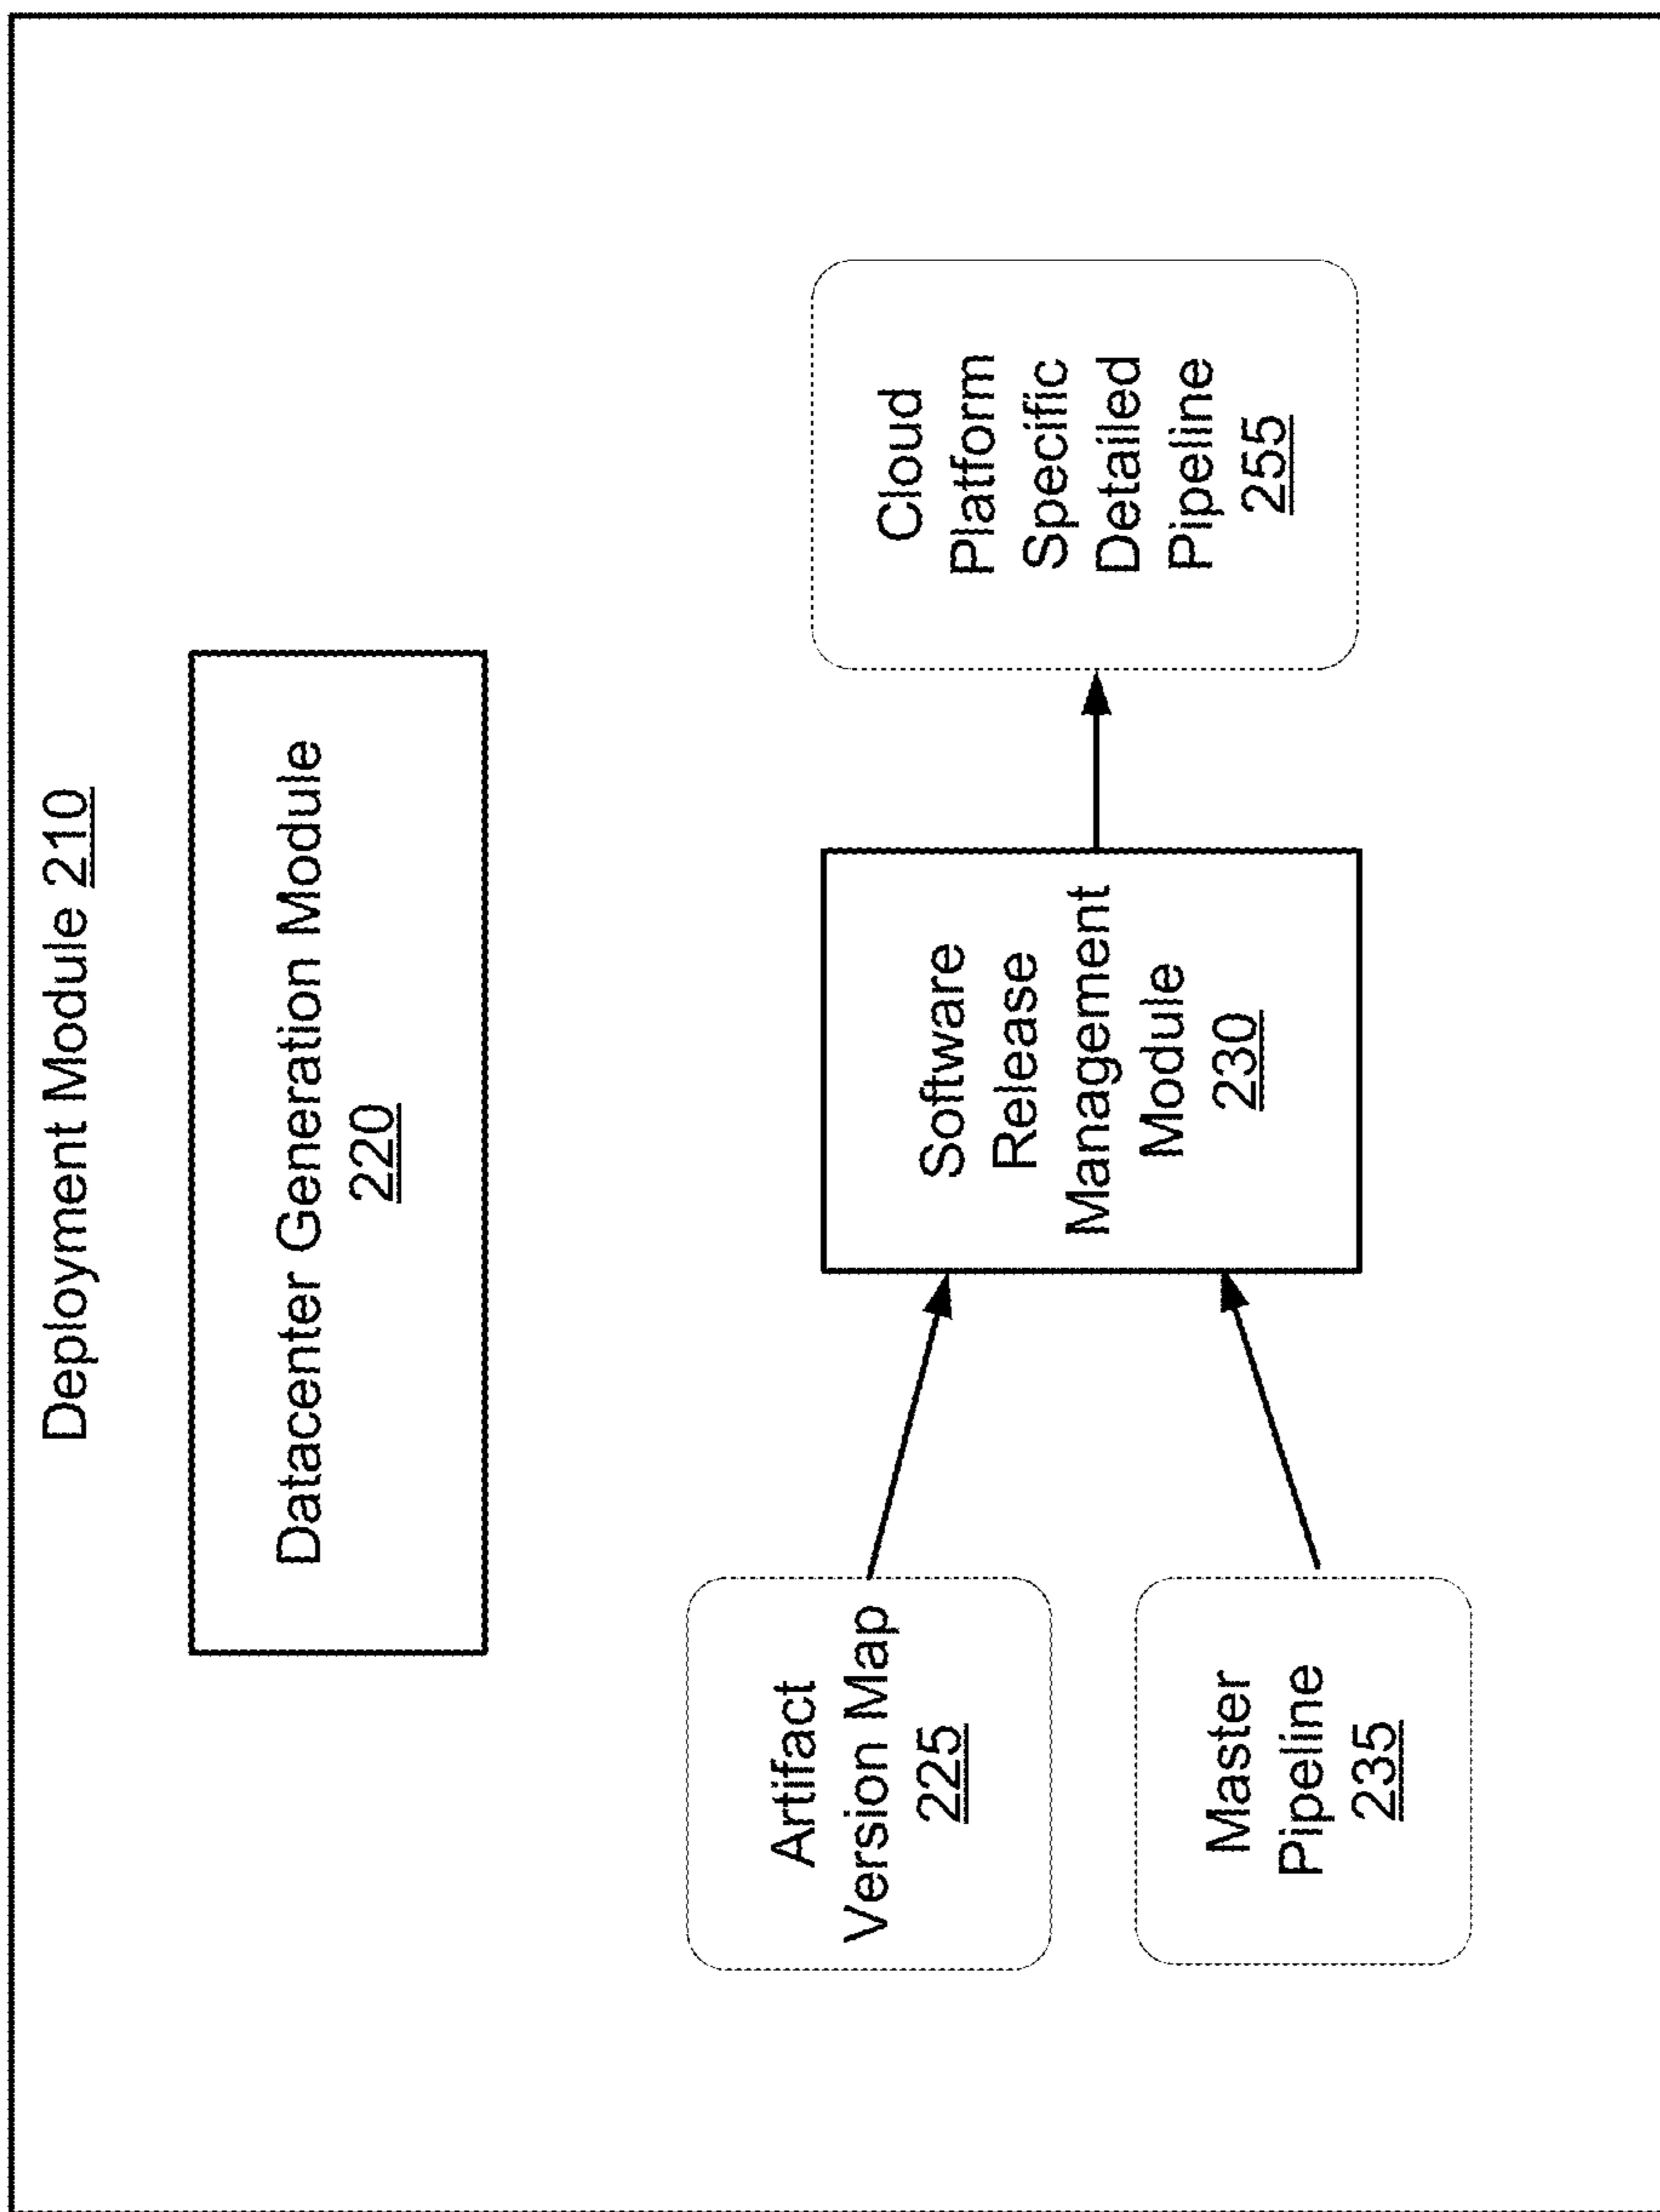 Deployment Module 210
Datacenter Generation Module
220
Artifact
Version Map
225
Master
Pipeline
235
Software
Release
Management
Module
230
Cloud
Platform
Specific
Detailed
Pipeline
255